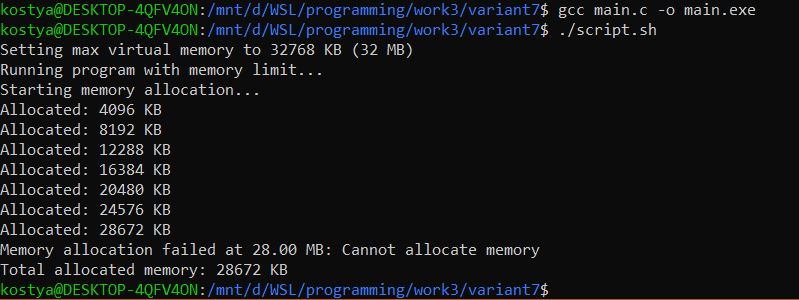 kostya@DESKTOP-4QFV4ON:/mnt/d/WSL/programming/work3/variant7$ gcc main.c -o main.exe
kostya@DESKTOP-4QFV4ON:/mnt/d/WSL/programming/work3/variant7$ ./script.sh
Setting max virtual memory to 32768 KB (32 MB)
Running program with memory limit...
Starting memory allocation...
Allocated: 4096 KB
Allocated: 8192 KB
Allocated: 12288 KB
Allocated: 16384 KB
Allocated: 20480 KB
Allocated: 24576 KB
Allocated: 28672 KB
Memory allocation failed at 28.00 MB: Cannot allocate memory
Total allocated memory: 28672 KB
kostya@DESKTOP-4QFV4ON:/mnt/d/WSL/programming/work3/variant7$